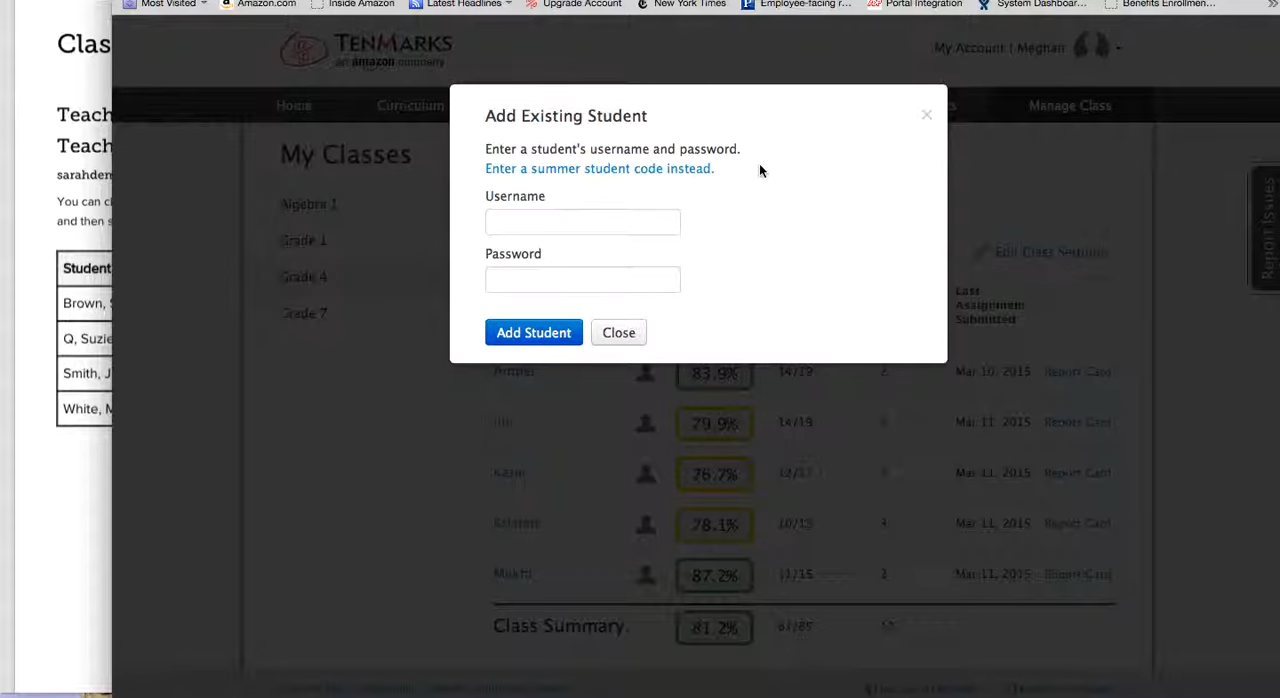 Most Visited Amazon.com Inside Amazon Latest Headlines Upgrade Account New York Times Employee-facing r... Portal Integration System Dashboar... Benefits Enrollmen... »
Clas
Teach
Teach
sarahden
You can cl
and then s
Student
Brown, S
Q, Suzie
Smith, J
White, M
TENMARKS
an amazon company
My Account | Meghan
Home Curriculum Manage Class
My Classes
Algebra 1
Grade 1
Grade 4
Grade 7
Add Existing Student ×
Enter a student's username and password.
Enter a summer student code instead.
Username
Password
Add Student Close
Report Issues
Edit Class Settings
Last
Assignment
Submitted
83.9% 14/19 2 Mar 10, 2015 Report Card
79.9% 14/19 Mar 11, 2015 Report Card
76.7% Mar 11, 2015 Report Card
78.1% 10/15 Mar 11, 2015 Report Card
87.2% 11/15 2 Mar 11, 2015 Report Card
Class Summary. 81.2%